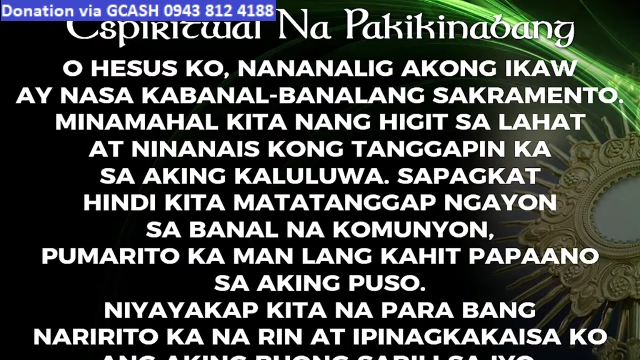 Donation via GCASH 0943 812 4188
Espiritwal Na Pakikinabang
O HESUS KO, NANANALIG AKONG IKAW
AY NASA KABANAL-BANALANG SAKRAMENTO.
MINAMAHAL KITA NANG HIGIT SA LAHAT
AT NINANAIS KONG TANGGAPIN KA
SA AKING KALULUWA. SAPAGKAT
HINDI KITA MATATANGGAP NGAYON
SA BANAL NA KOMUNYON,
PUMARITO KA MAN LANG KAHIT PAPAANO
SA AKING PUSO.
NIYAYAKAP KITA NA PARA BANG
NARIRITO KA NA RIN AT IPINAGKAKAISA KO
ANG AKING BUONG SARILI SA IYO